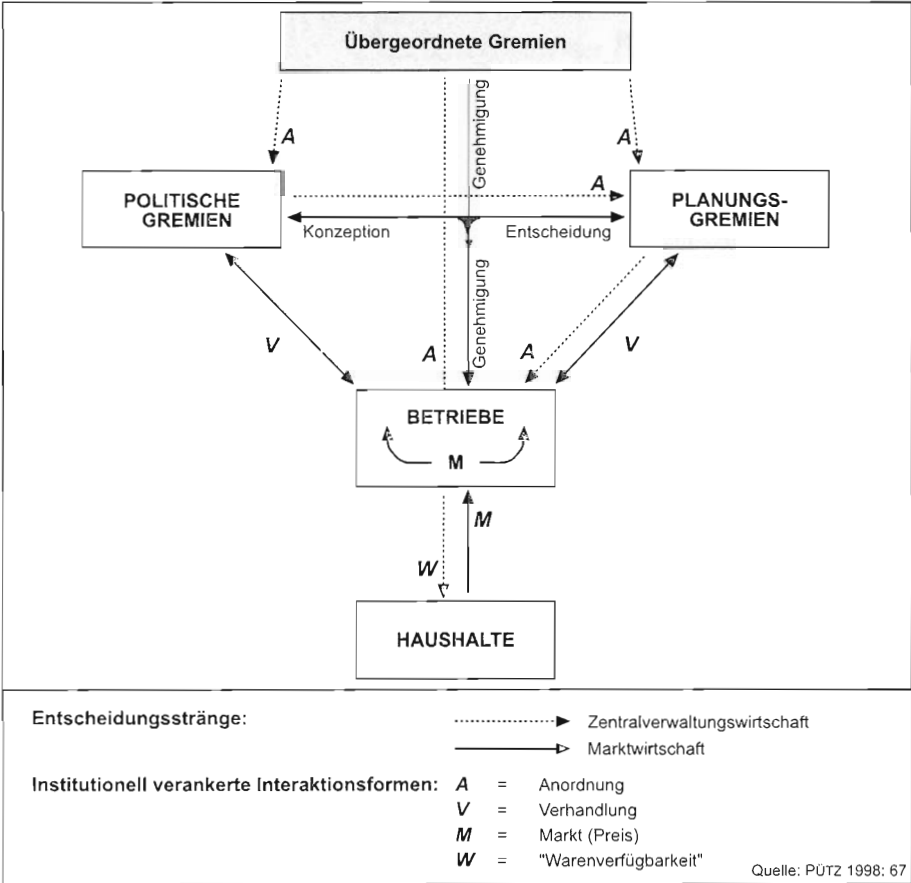 Übergeordnete Gremien
Genehmigung
A
A
POLITISCHE
GREMIEN
A
PLANUNGS-
GREMIEN
Konzeption
Entscheidung
Genehmigung
V
A
A
V
BETRIEBE
M
M
W
HAUSHALTE
Entscheidungsstränge:
Zentralverwaltungswirtschaft
Marktwirtschaft
Institutionell verankerte Interaktionsformen:
A = Anordnung
V = Verhandlung
M = Markt (Preis)
W = "Warenverfügbarkeit"
Quelle: PÜTZ 1998: 67